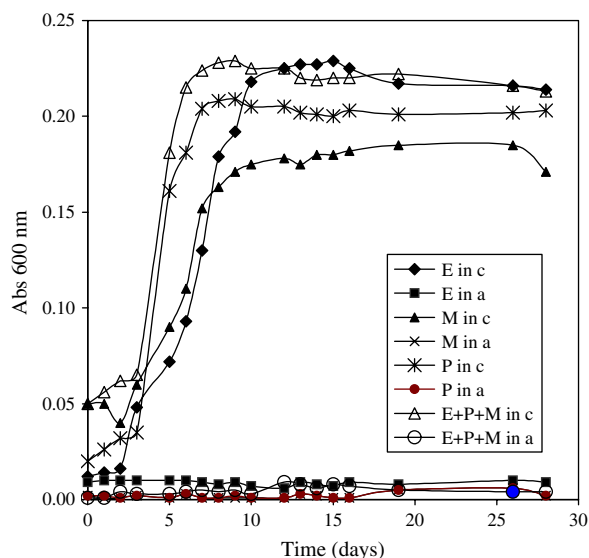 0.25
0.20
0.15
0.10
0.05
0.00
Abs 600 nm
E in c
E in a
M in c
M in a
P in c
P in a
E+P+M in c
E+P+M in a
0 5 10 15 20 25 30
Time (days)